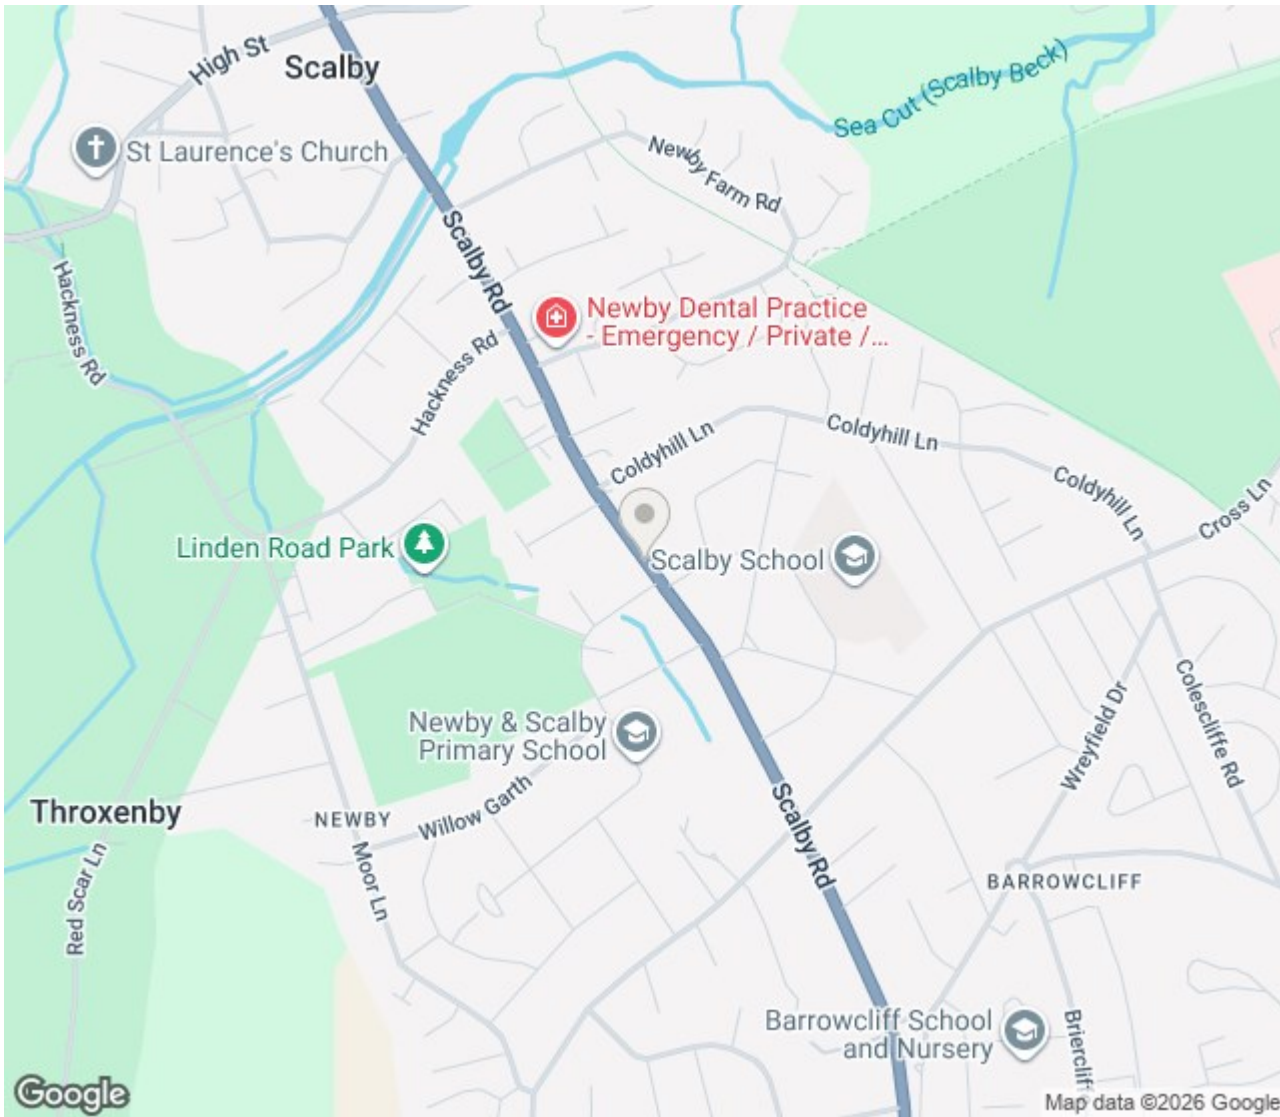 High St
Scalby
Sea Cut (Scalby Beck)
St Laurence's Church
Newby Farm Rd
Scalby Rd
Hackness Rd
Newby Dental Practice
- Emergency / Private /...
Hackness Rd
Coldyhill Ln
Coldyhill Ln
Coldyhill Ln
Cross Ln
Linden Road Park
Scalby School
Newby & Scalby
Primary School
Wreyfield Dr
Colescliffe Rd
Throxenby
NEWBY
Willow Garth
Scalby Rd
Moor Ln
Red Scar Ln
BARROWCLIFF
Barrowcliff School
and Nursery
Google
Map data ©2026 Google